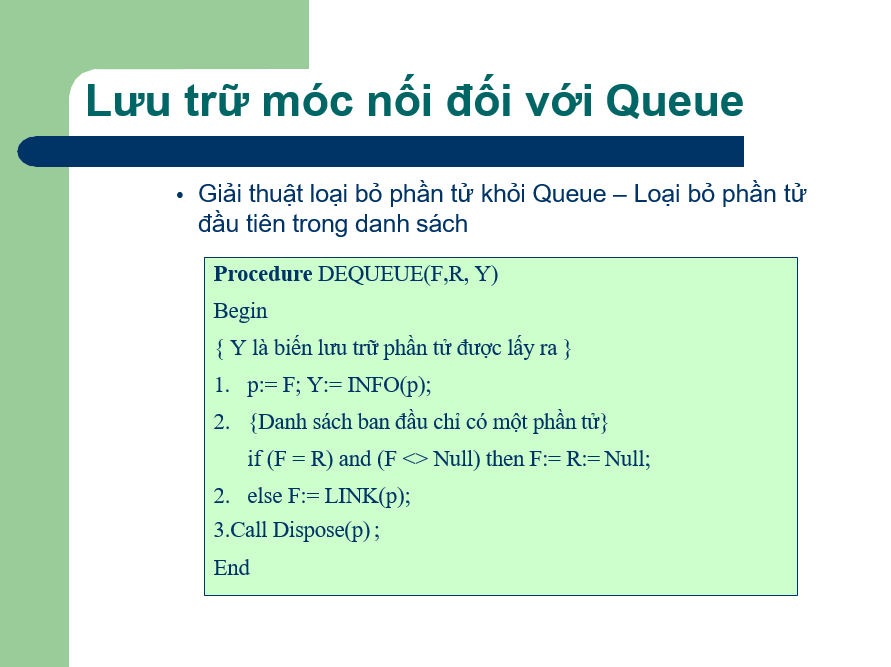 Lưu trữ móc nối đối với Queue
• Giải thuật loại bỏ phần tử khỏi Queue – Loại bỏ phần tử
đầu tiên trong danh sách
Procedure DEQUEUE(F,R, Y)
Begin
{ Y là biến lưu trữ phần tử được lấy ra }
1. p:= F; Y:= INFO(p);
2. {Danh sách ban đầu chỉ có một phần tử}
if (F = R) and (F <> Null) then F:= R:= Null;
2. else F:= LINK(p);
3.Call Dispose(p) ;
End